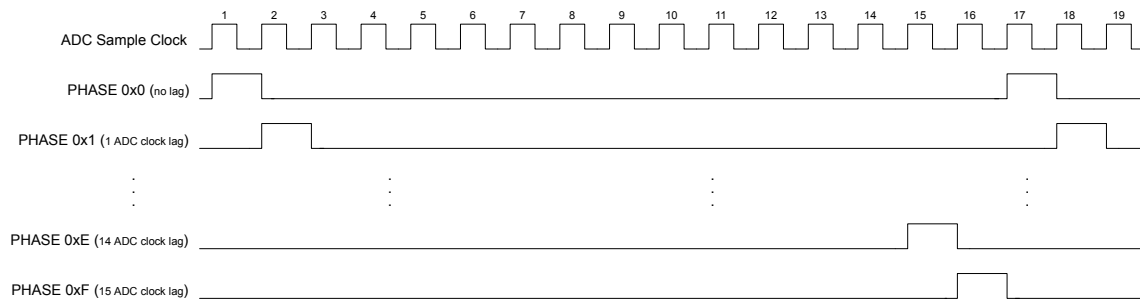 1 2 3 4 5 6 7 8 9 10 11 12 13 14 15 16 17 18 19
ADC Sample Clock
PHASE 0x0 (no lag)
PHASE 0x1 (1 ADC clock lag)
PHASE 0xE (14 ADC clock lag)
PHASE 0xF (15 ADC clock lag)